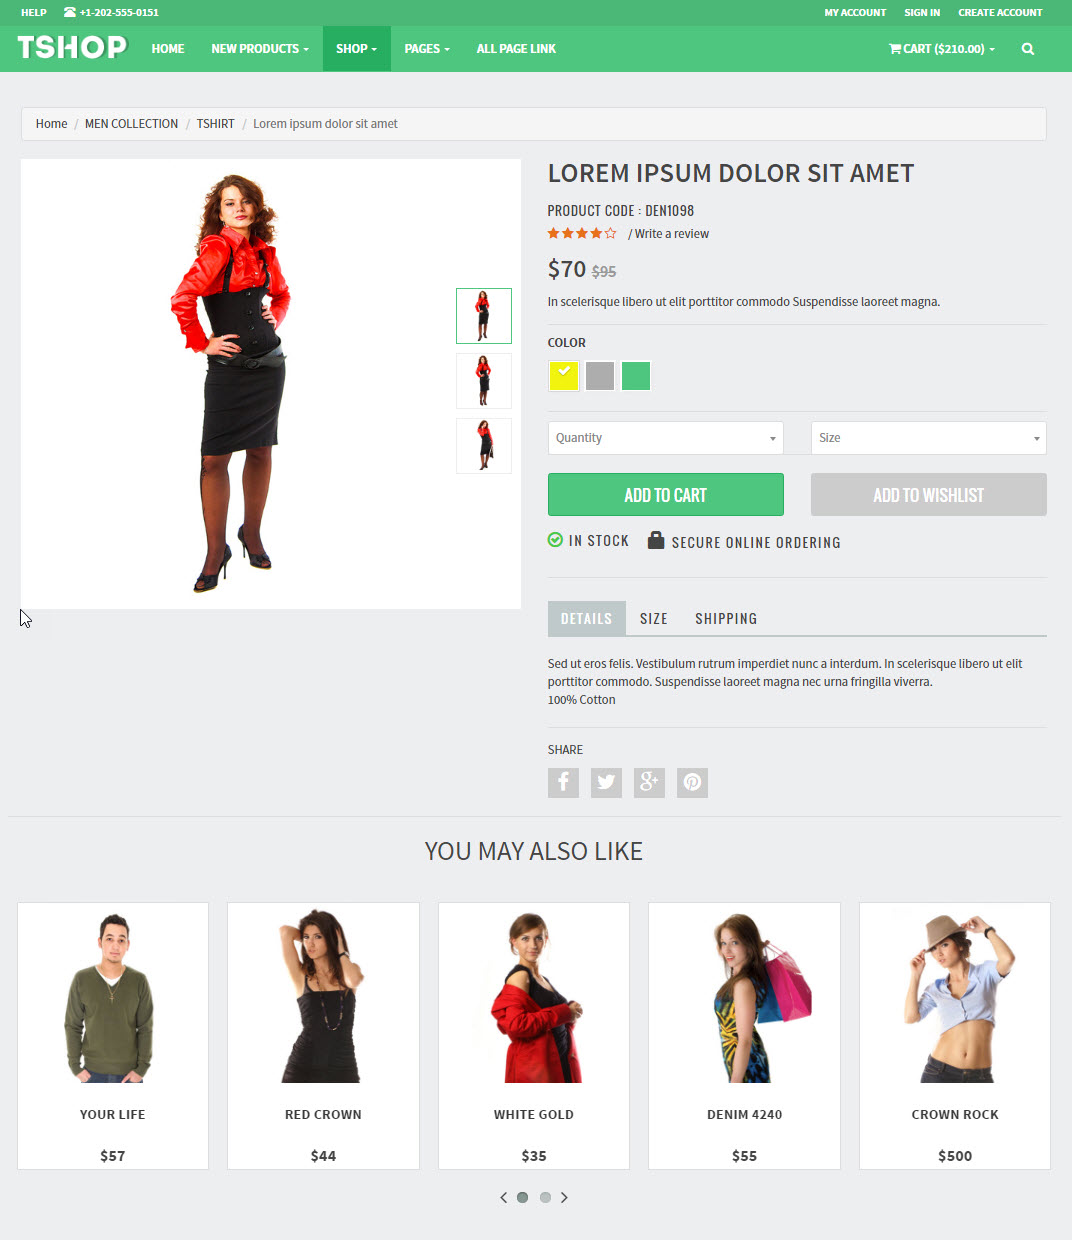 HELP +1-202-555-0151 MY ACCOUNT SIGN IN CREATE ACCOUNT
TSHOP HOME NEW PRODUCTS SHOP PAGES ALL PAGE LINK CART ($210.00)
Home / MEN COLLECTION / TSHIRT / Lorem ipsum dolor sit amet
LOREM IPSUM DOLOR SIT AMET
PRODUCT CODE : DEN1098
/ Write a review
$70 $95
In scelerisque libero ut elit porttitor commodo Suspendisse laoreet magna.
COLOR
Quantity Size
ADD TO CART ADD TO WISHLIST
IN STOCK SECURE ONLINE ORDERING
DETAILS SIZE SHIPPING
Sed ut eros felis. Vestibulum rutrum imperdiet nunc a interdum. In scelerisque libero ut elit
porttitor commodo. Suspendisse laoreet magna nec urna fringilla viverra.
100% Cotton
SHARE
YOU MAY ALSO LIKE
YOUR LIFE RED CROWN WHITE GOLD DENIM 4240 CROWN ROCK
$57 $44 $35 $55 $500